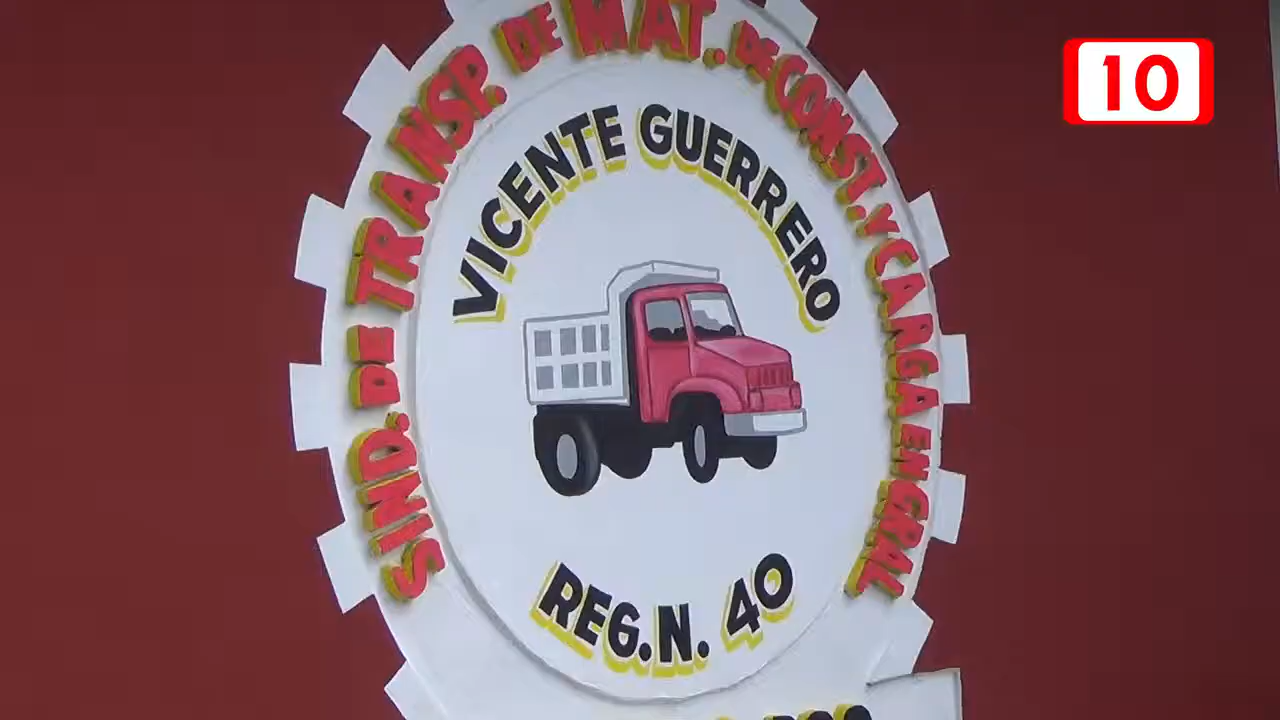 SIND. DE TRANSP. DE MAT. DE CONST. Y CARGA EN GRAL
VICENTE GUERRERO
REG. N. 40
10